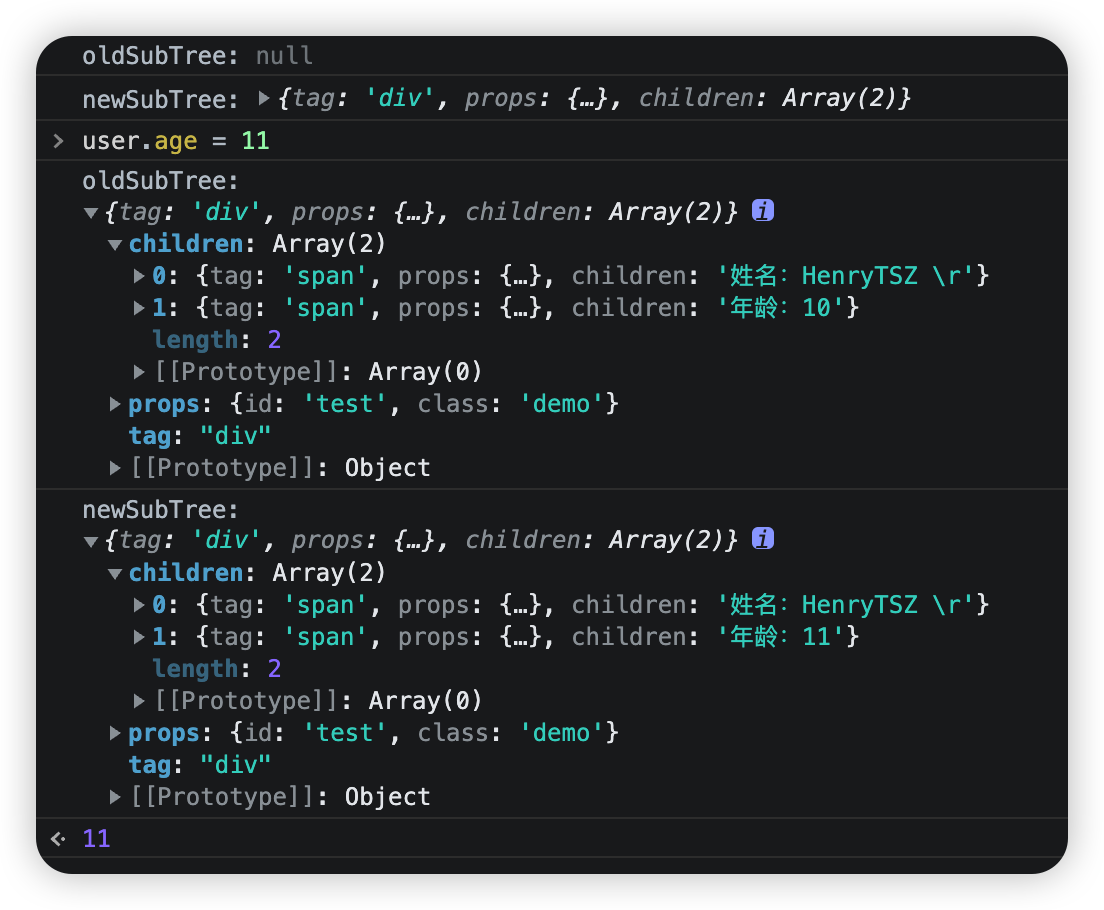 oldSubTree: null
newSubTree: ▶{tag: 'div', props: {…}, children: Array(2)}
> user.age = 11
oldSubTree:
▼{tag: 'div', props: {…}, children: Array(2)} i
▼children: Array(2)
▶0: {tag: 'span', props: {…}, children: '姓名：HenryTSZ \r'}
▶1: {tag: 'span', props: {…}, children: '年龄：10'}
length: 2
▶[[Prototype]]: Array(0)
▶props: {id: 'test', class: 'demo'}
tag: "div"
▶[[Prototype]]: Object
newSubTree:
▼{tag: 'div', props: {…}, children: Array(2)} i
▼children: Array(2)
▶0: {tag: 'span', props: {…}, children: '姓名：HenryTSZ \r'}
▶1: {tag: 'span', props: {…}, children: '年龄：11'}
length: 2
▶[[Prototype]]: Array(0)
▶props: {id: 'test', class: 'demo'}
tag: "div"
▶[[Prototype]]: Object
11